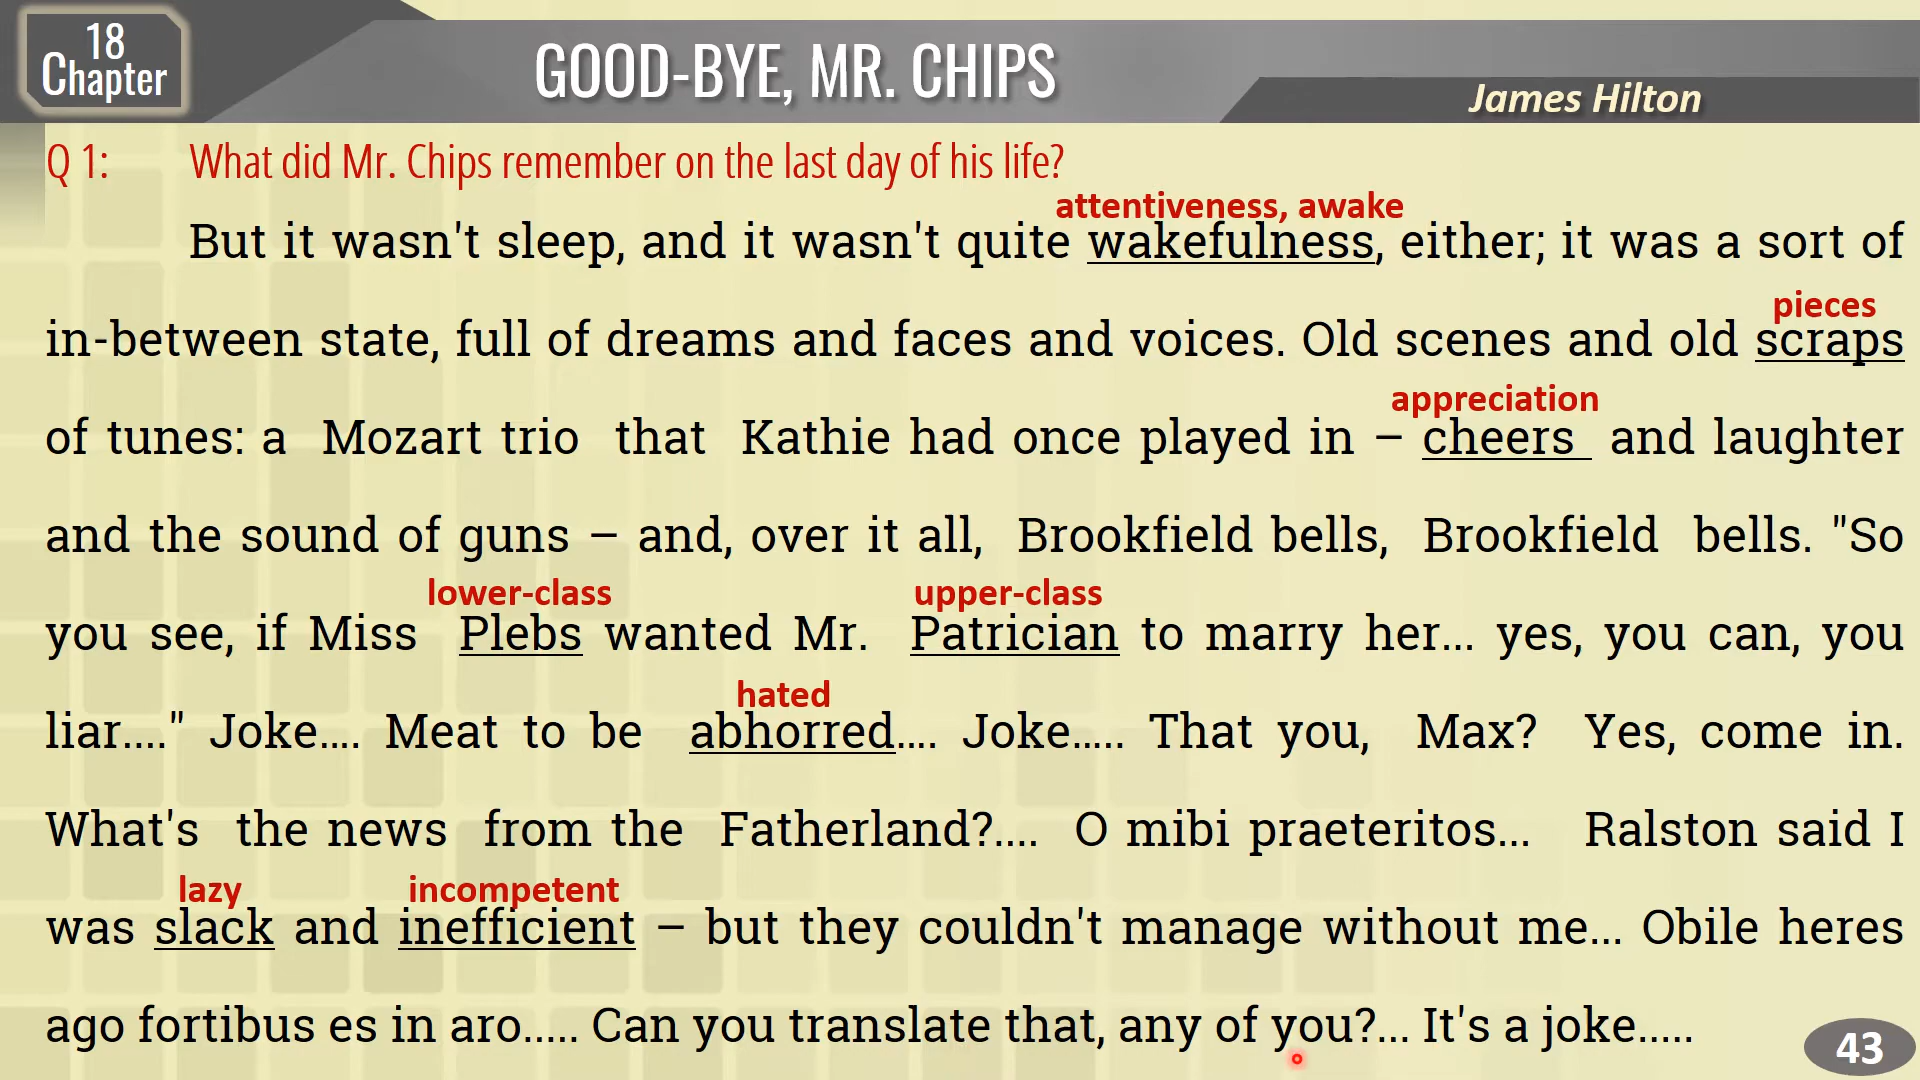 18
Chapter
GOOD-BYE, MR. CHIPS
James Hilton
Q 1: What did Mr. Chips remember on the last day of his life?
attentiveness, awake
But it wasn't sleep, and it wasn't quite wakefulness, either; it was a sort of
pieces
in-between state, full of dreams and faces and voices. Old scenes and old scraps
appreciation
of tunes: a Mozart trio that Kathie had once played in – cheers and laughter
and the sound of guns – and, over it all, Brookfield bells, Brookfield bells. "So
lower-class upper-class
you see, if Miss Plebs wanted Mr. Patrician to marry her... yes, you can, you
hated
liar...." Joke.... Meat to be abhorred.... Joke..... That you, Max? Yes, come in.
What's the news from the Fatherland?.... O mibi praeteritos... Ralston said I
lazy incompetent
was slack and inefficient – but they couldn't manage without me... Obile heres
ago fortibus es in aro..... Can you translate that, any of you?... It's a joke.....
43